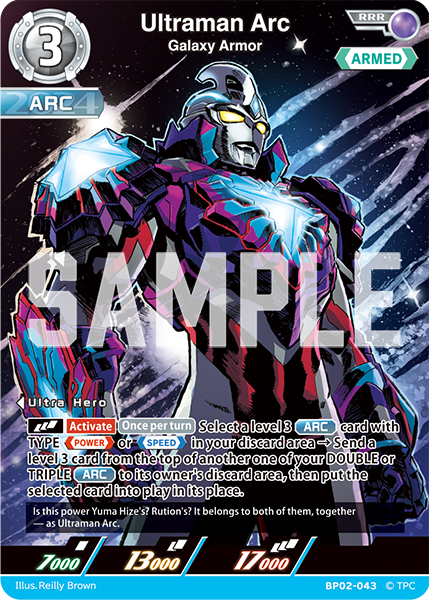 3
Ultraman Arc
Galaxy Armor
RRR
ARMED
2 ARC 4
SAMPLE
Ultra Hero
Activate Once per turn Select a level 3 ARC card with
TYPE POWER or SPEED in your discard area → Send a
level 3 card from the top of another one of your DOUBLE or
TRIPLE ARC to its owner's discard area, then put the
selected card into play in its place.
Is this power Yuma Hize's? Rution's? It belongs to both of them, together
— as Ultraman Arc.
7000 13000 17000
Illus.Reilly Brown BP02-043 © TPC